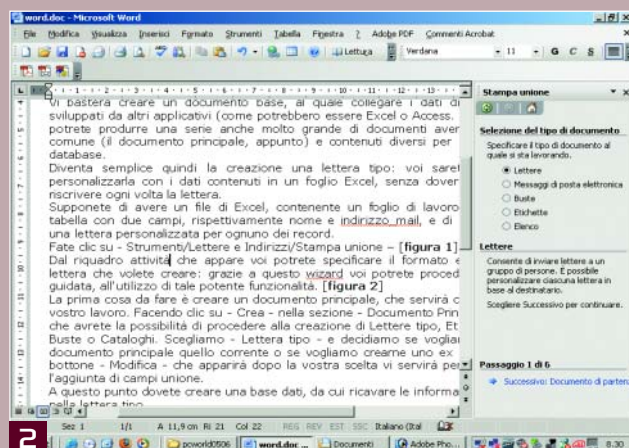 word.doc - Microsoft Word
File Modifica Visualizza Inserisci Formato Strumenti Tabella Finestra ? Adobe PDF Commenti Acrobat
Lettura Verdana 11 G C S
Vi basterà creare un documento base, al quale collegare i dati di
sviluppati da altri applicativi (come potrebbero essere Excel o Access.
potrete produrre una serie anche molto grande di documenti aver
comune (il documento principale, appunto) e contenuti diversi per
database.
Diventa semplice quindi la creazione una lettera tipo: voi saret
personalizzarla con i dati contenuti in un foglio Excel, senza dover
riscrivere ogni volta la lettera.
Supponete di avere un file di Excel, contenente un foglio di lavoro
tabella con due campi, rispettivamente nome e indirizzo_mail, e di
una lettera personalizzata per ognuno dei record.
Fate clic su - Strumenti/Lettere e Indirizzi/Stampa unione – [figura 1]
Dal riquadro attività che appare voi potrete specificare il formato e
lettera che volete creare: grazie a questo wizard voi potrete proced
guidata, all'utilizzo di tale potente funzionalità. [figura 2]
La prima cosa da fare è creare un documento principale, che servirà c
vostro lavoro. Facendo clic su - Crea - nella sezione - Documento Prin
che avrete la possibilità di procedere alla creazione di Lettere tipo, Et
Buste o Cataloghi. Scegliamo - Lettera tipo - e decidiamo se voglia
documento principale quello corrente o se vogliamo crearne uno ex
bottone - Modifica - che apparirà dopo la vostra scelta vi servirà per
l'aggiunta di campi unione.
A questo punto dovete creare una base dati, da cui ricavare le informa
nella lettera tipo.
Stampa unione
Selezione del tipo di documento
Specificare il tipo di documento al
quale si sta lavorando.
Lettere
Messaggi di posta elettronica
Buste
Etichette
Elenco
Lettere
Consente di inviare lettere a un
gruppo di persone. È possibile
personalizzare ciascuna lettera in
base al destinatario.
Scegliere Successivo per continuare.
Passaggio 1 di 6
Successivo: Documento di parten
Sez 1 1/1 A 11,9 cm Ri 21 Col 22 REG REV EST SSC Italiano (Ital
2
pcworld0506 word.doc ... Documenti Adobe Pho... 8.30